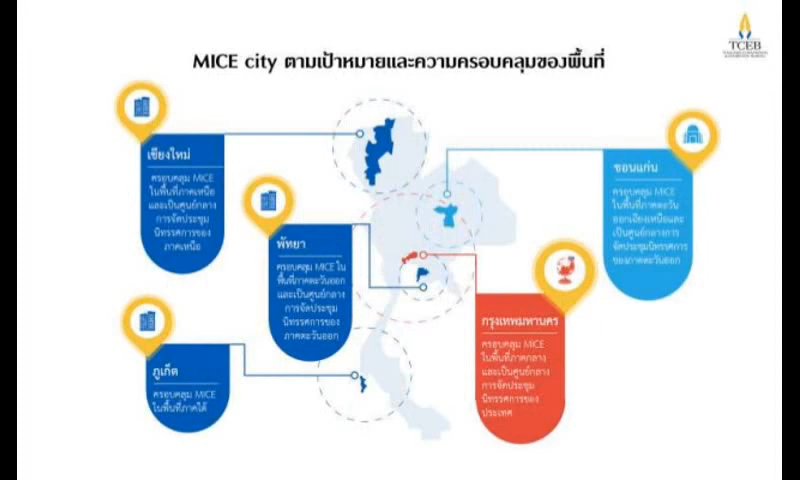 TCEB
MICE city ตามเป้าหมายและความครอบคลุมของพื้นที่
เชียงใหม่
ครอบคลุม MICE
ในพื้นที่ภาคเหนือ
และเป็นศูนย์กลาง
การจัดประชุม
นิทรรศการของ
ภาคเหนือ
พัทยา
ครอบคลุม MICE ใน
พื้นที่ภาคตะวันออก
และเป็นศูนย์กลาง
การจัดประชุม
นิทรรศการของ
ภาคตะวันออก
ภูเก็ต
ครอบคลุม MICE
ในพื้นที่ภาคใต้
ขอนแก่น
ครอบคลุม MICE
ในพื้นที่ภาคตะวัน
ออกเฉียงเหนือและ
เป็นศูนย์กลางการ
จัดประชุมนิทรรศการ
ของภาคตะวันออก
กรุงเทพมหานคร
ครอบคลุม MICE
ในพื้นที่ภาคกลาง
และเป็นศูนย์กลาง
การจัดประชุม
นิทรรศการของ
ประเทศ